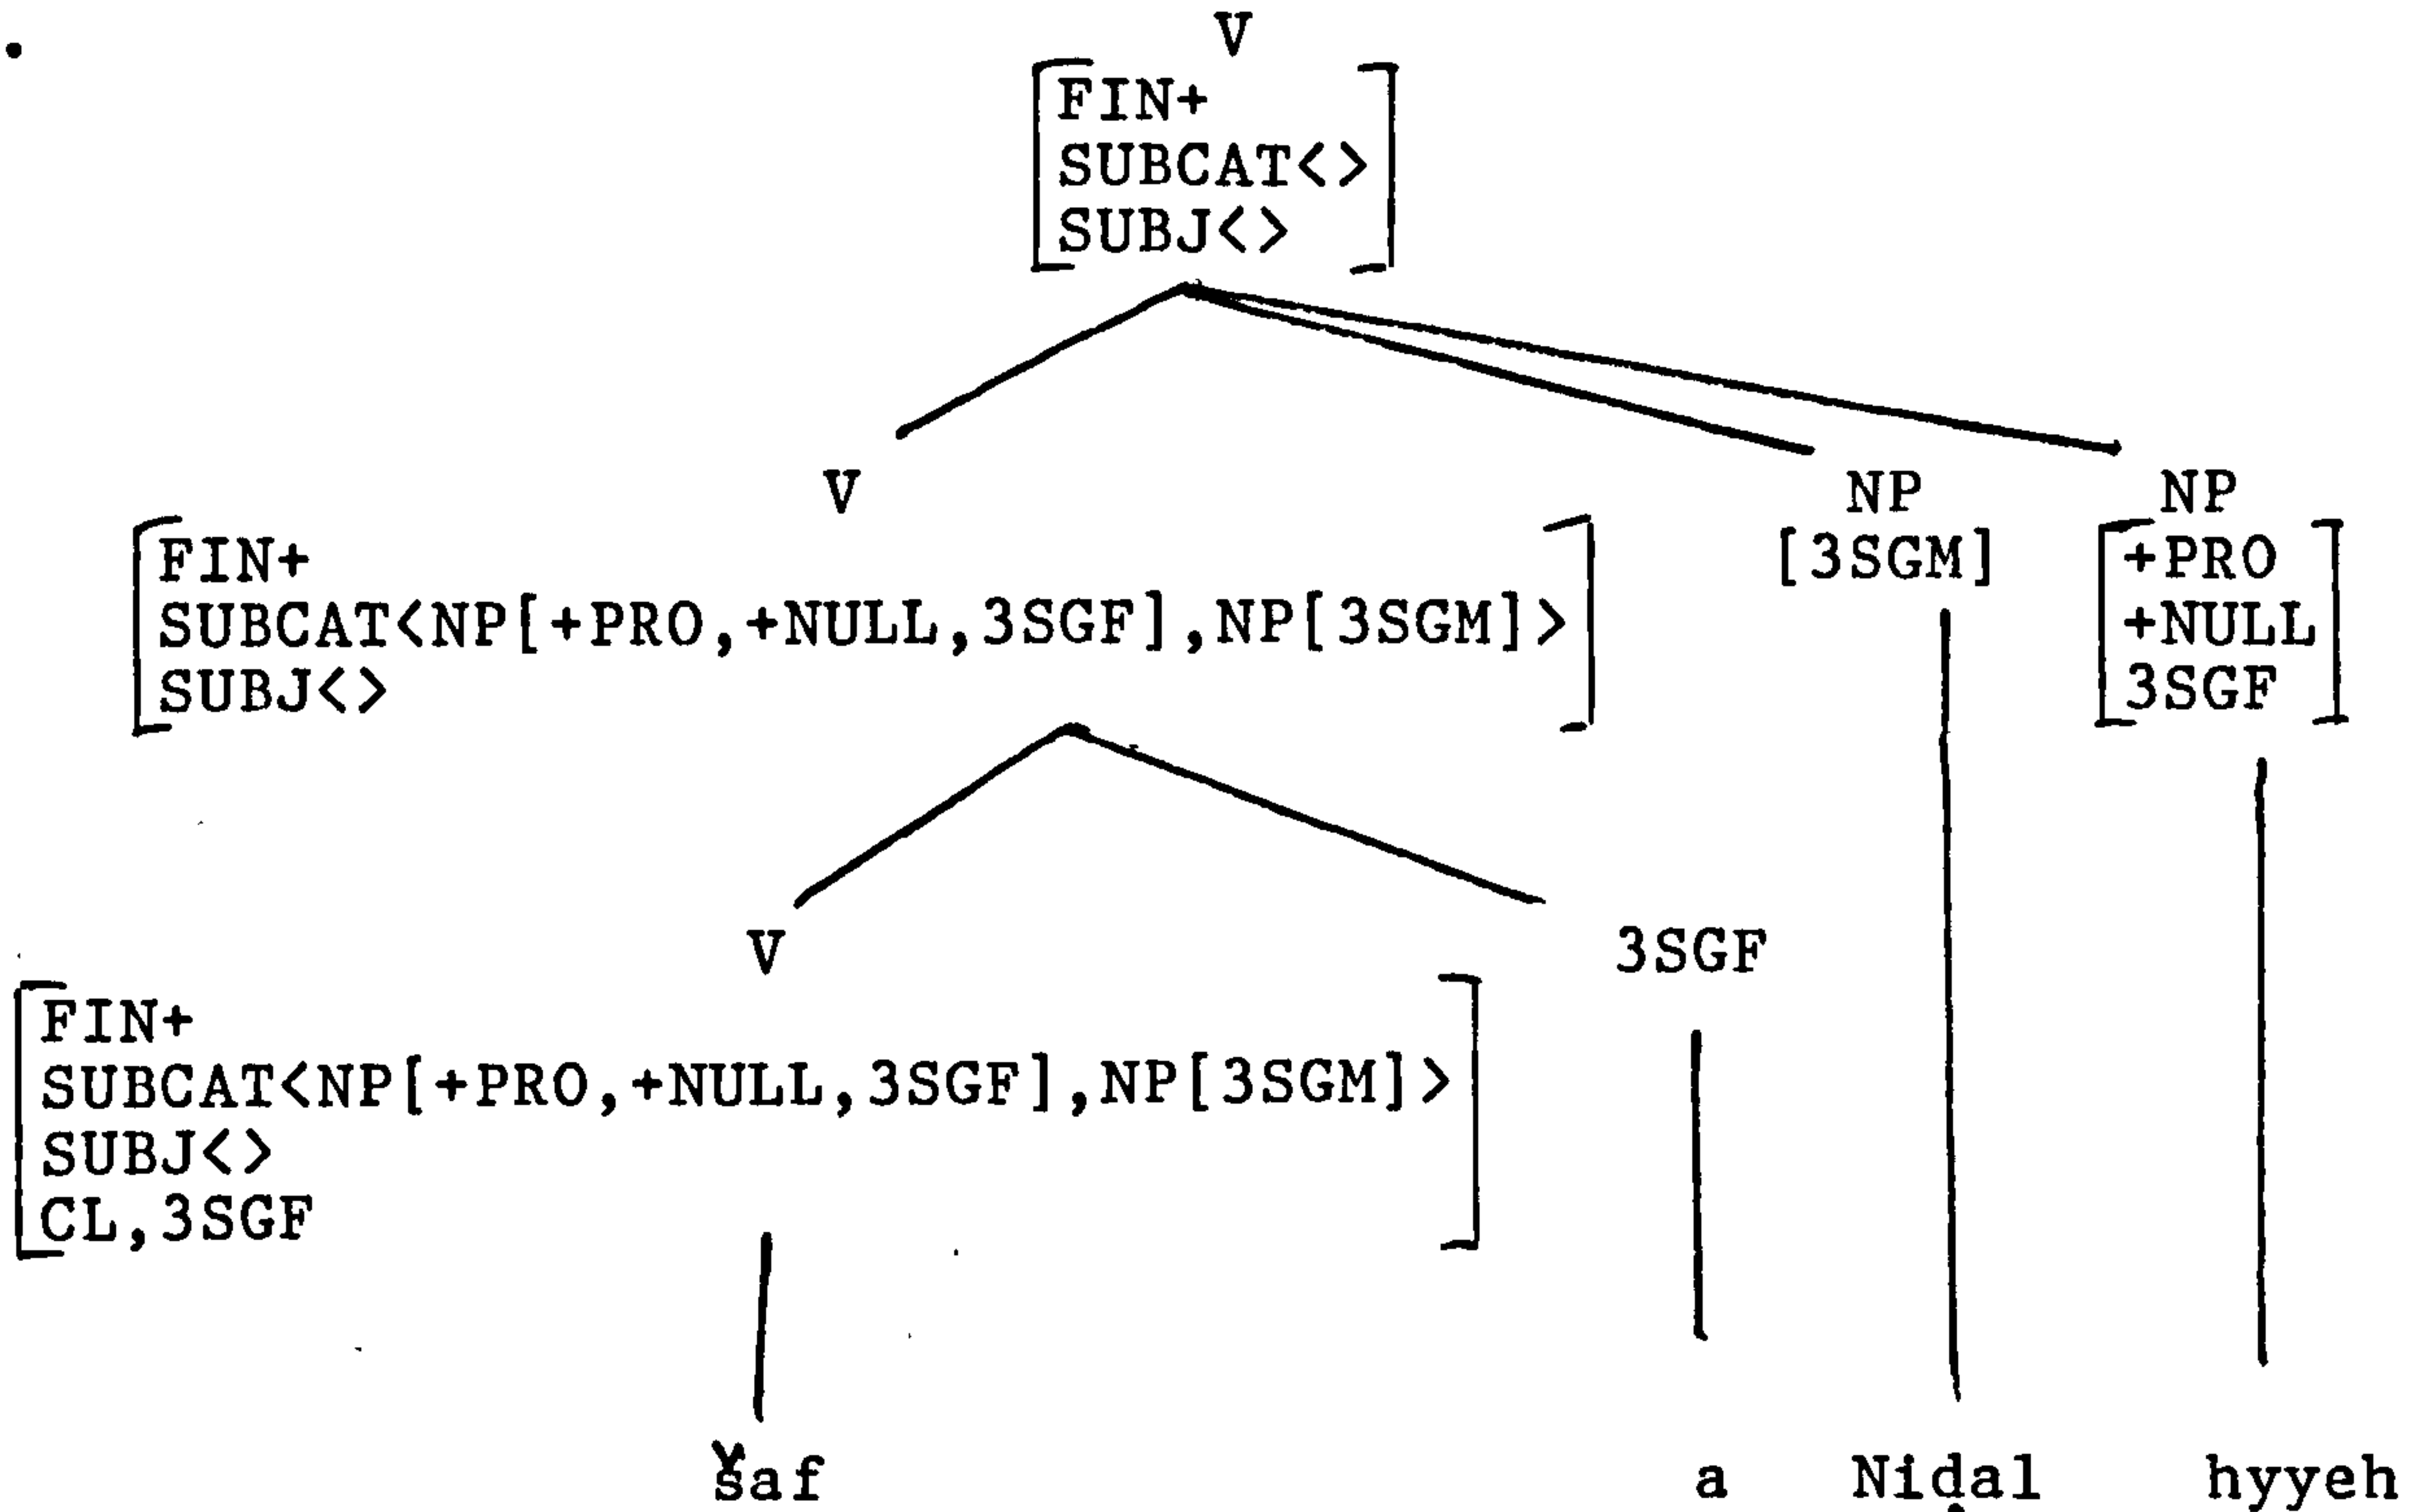 V
FIN+
SUBCAT<>
SUBJ<>
V NP NP
FIN+ [3SGM] +PRO
SUBCAT<NP[+PRO,+NULL,3SGF],NP[3SGM]> +NULL
SUBJ<> 3SGF
V 3SGF
FIN+
SUBCAT<NP[+PRO,+NULL,3SGF],NP[3SGM]>
SUBJ<>
CL,3SGF
šaf a Niḍal hyyeh